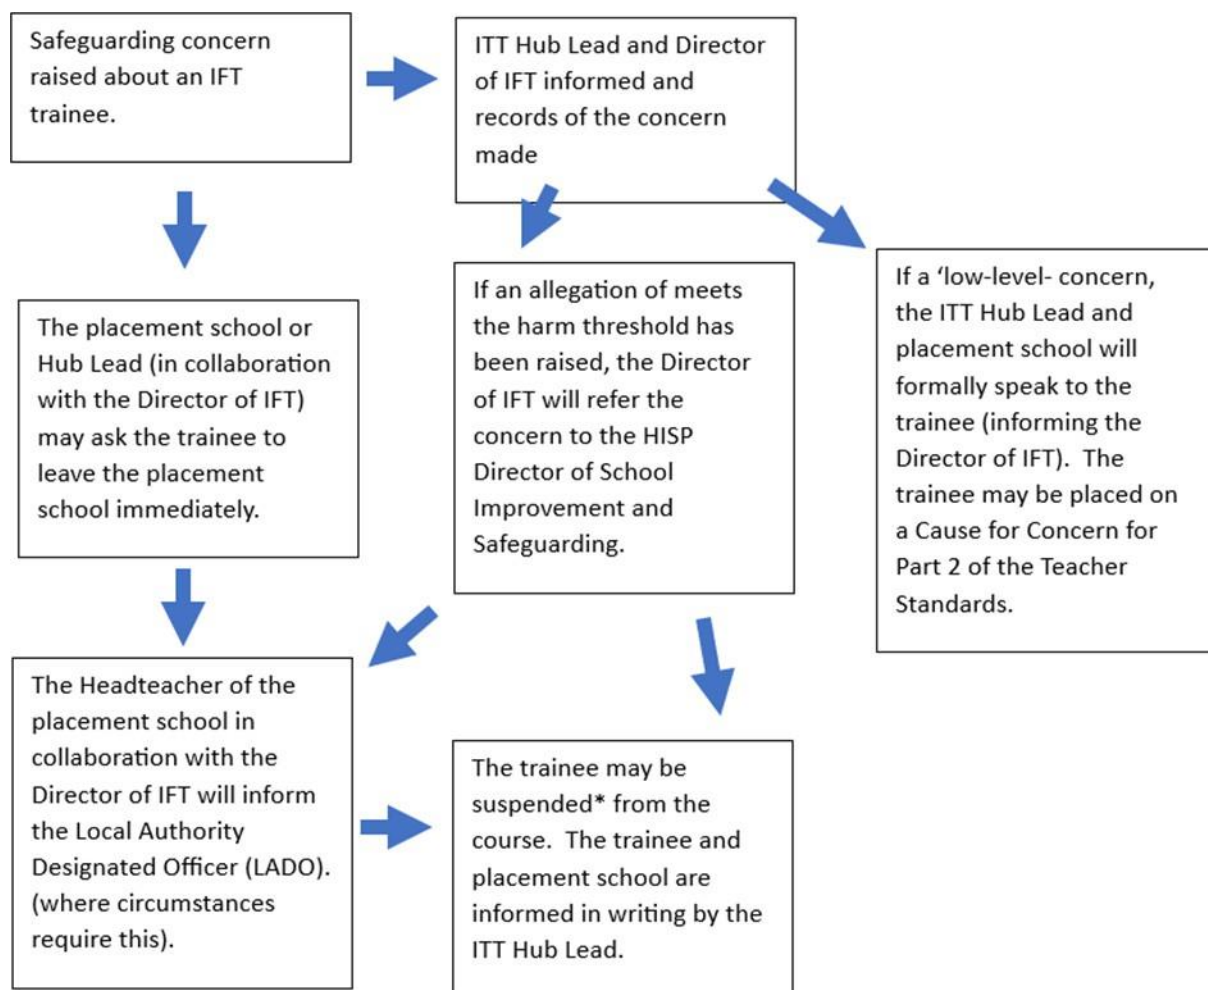 Safeguarding concern
raised about an IFT
trainee.
ITT Hub Lead and Director
of IFT informed and
records of the concern
made
The placement school or
Hub Lead (in collaboration
with the Director of IFT)
may ask the trainee to
leave the placement
school immediately.
If an allegation of meets
the harm threshold has
been raised, the Director
of IFT will refer the
concern to the HISP
Director of School
Improvement and
Safeguarding.
If a ‘low-level- concern,
the ITT Hub Lead and
placement school will
formally speak to the
trainee (informing the
Director of IFT).  The
trainee may be placed on
a Cause for Concern for
Part 2 of the Teacher
Standards.
The Headteacher of the
placement school in
collaboration with the
Director of IFT will inform
the Local Authority
Designated Officer (LADO).
(where circumstances
require this).
The trainee may be
suspended* from the
course.  The trainee and
placement school are
informed in writing by the
ITT Hub Lead.